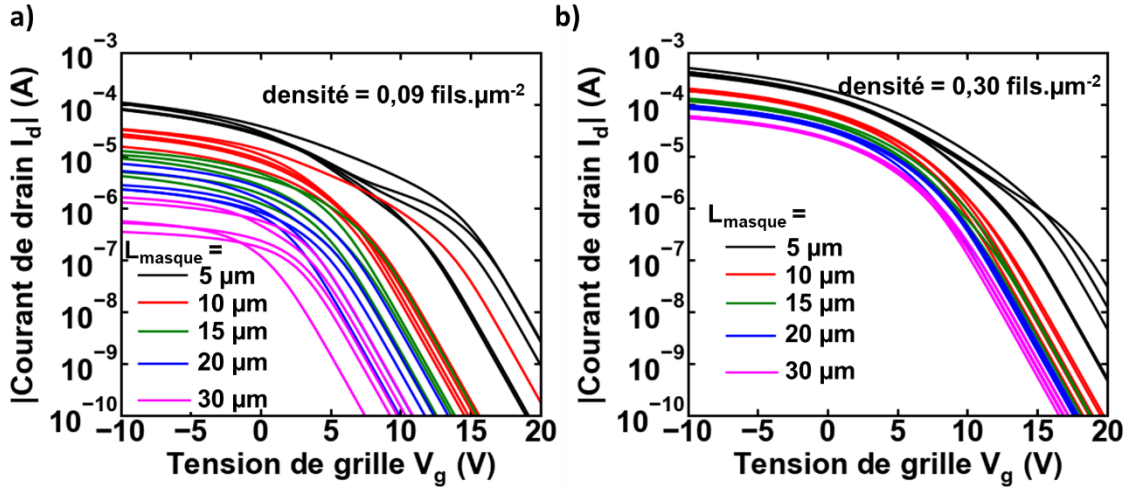 a)
|Courant de drain I_d| (A)
10⁻³
10⁻⁴
10⁻⁵
10⁻⁶
10⁻⁷
10⁻⁸
10⁻⁹
10⁻¹⁰
densité = 0,09 fils.µm⁻²
L_masque =
5 µm
10 µm
15 µm
20 µm
30 µm
−10 −5 0 5 10 15 20
Tension de grille V_g (V)
b)
|Courant de drain I_d| (A)
10⁻³
10⁻⁴
10⁻⁵
10⁻⁶
10⁻⁷
10⁻⁸
10⁻⁹
10⁻¹⁰
densité = 0,30 fils.µm⁻²
L_masque =
5 µm
10 µm
15 µm
20 µm
30 µm
−10 −5 0 5 10 15 20
Tension de grille V_g (V)